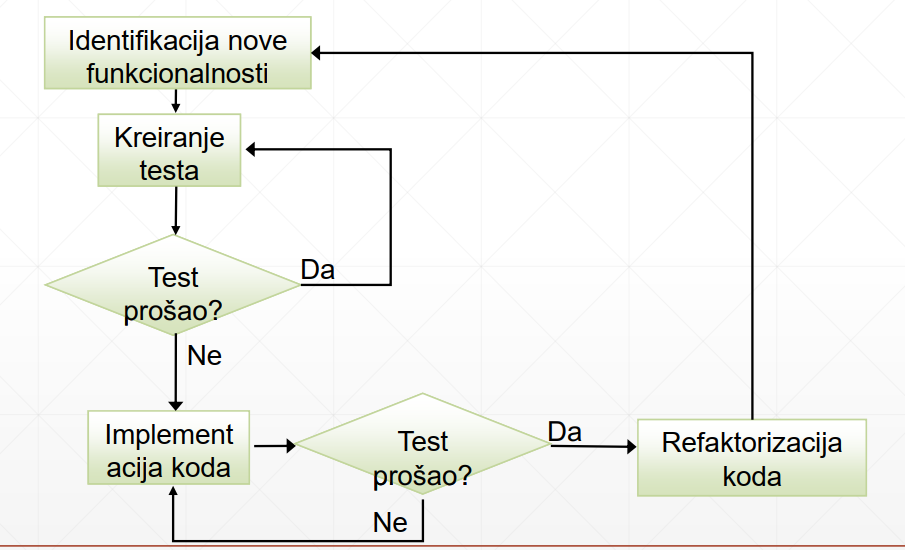 Identifikacija nove
funkcionalnosti
Kreiranje
testa
Test
prošao?
Da
Ne
Implement
acija koda
Test
prošao?
Da
Ne
Refaktorizacija
koda